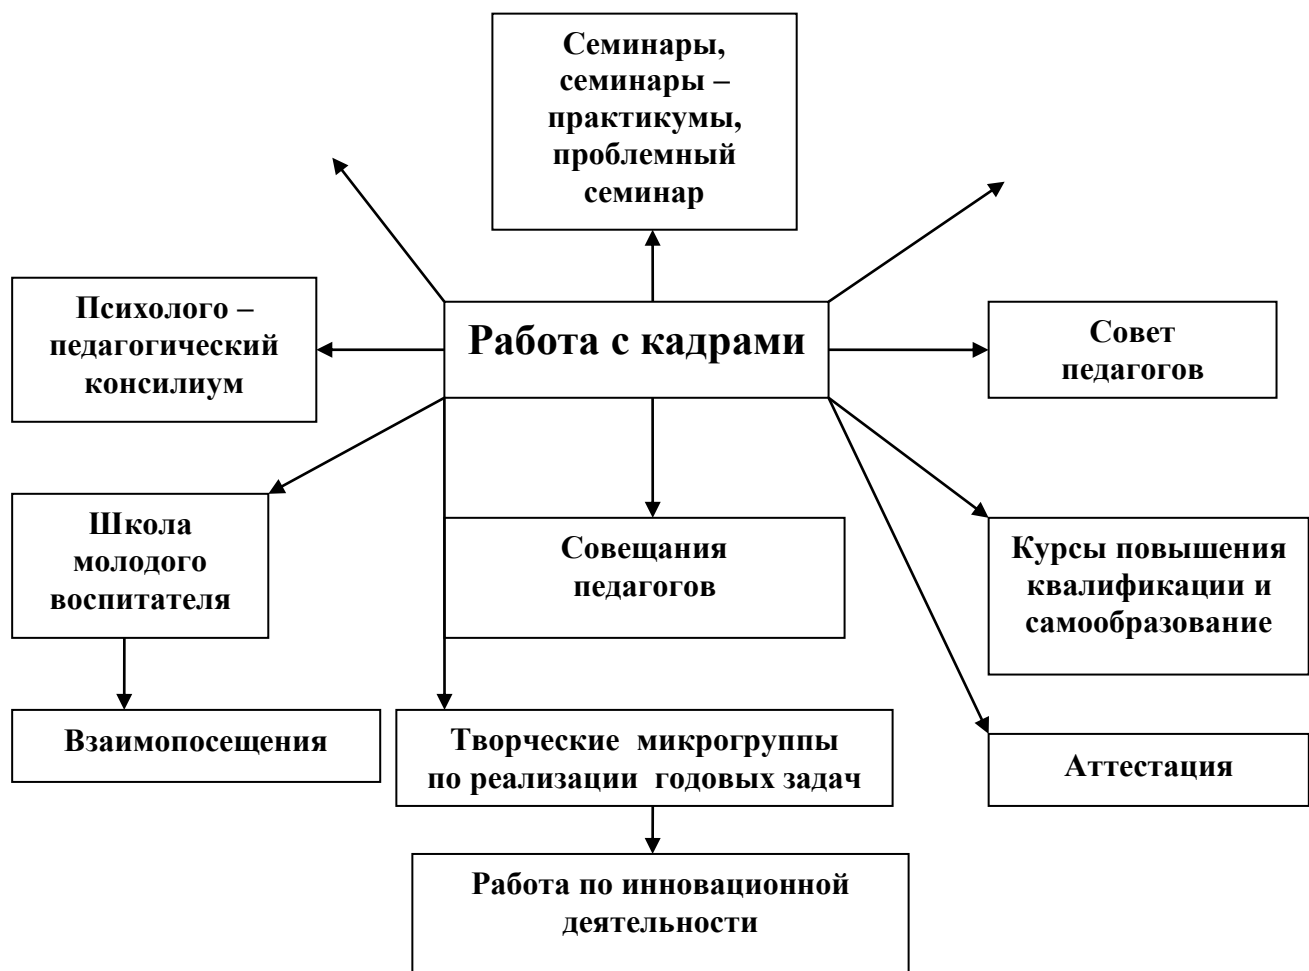 Семинары,
семинары –
практикумы,
проблемный
семинар
Психолого –
педагогический
консилиум
Работа с кадрами
Совет
педагогов
Школа
молодого
воспитателя
Совещания
педагогов
Курсы повышения
квалификации и
самообразование
Взаимопосещения
Творческие микрогруппы
по реализации годовых задач
Аттестация
Работа по инновационной
деятельности